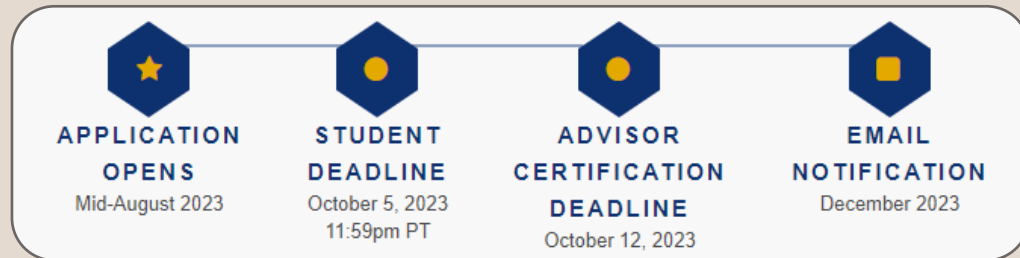 APPLICATION
OPENS
Mid-August 2023
STUDENT
DEADLINE
October 5, 2023
11:59pm PT
ADVISOR
CERTIFICATION
DEADLINE
October 12, 2023
EMAIL
NOTIFICATION
December 2023